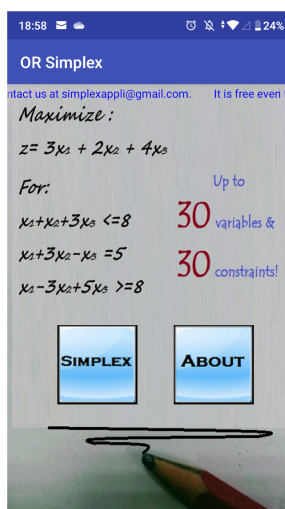 18:58 24%
OR Simplex
ntact us at simplexappli@gmail.com. It is free even
Maximize :
z= 3x₁ + 2x₂ + 4x₃
For:
x₁+x₂+3x₃ <=8
x₁+3x₂-x₃ =5
x₁-3x₂+5x₃ >=8
Up to
30 variables &
30 constraints!
SIMPLEX
ABOUT